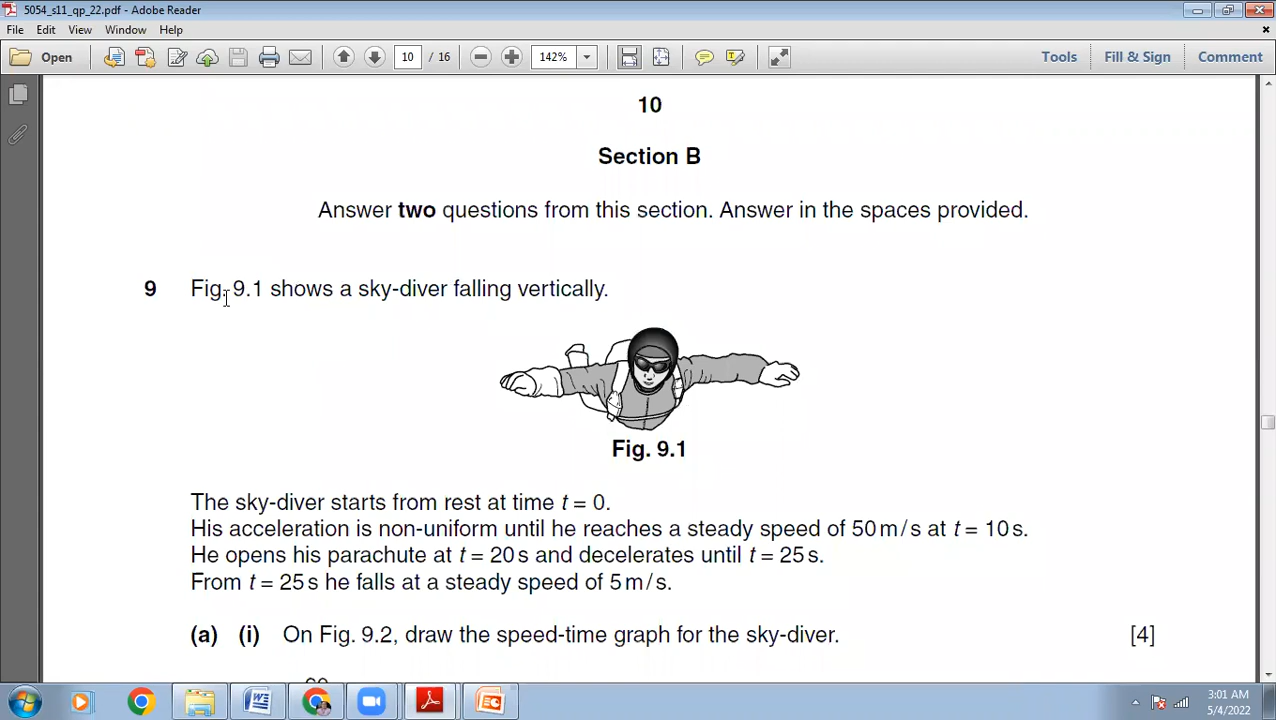 5054_s11_qp_22.pdf - Adobe Reader
File Edit View Window Help
Open 10 / 16 142% Tools Fill & Sign Comment
10
Section B
Answer two questions from this section. Answer in the spaces provided.
9 Fig. 9.1 shows a sky-diver falling vertically.
Fig. 9.1
The sky-diver starts from rest at time t = 0.
His acceleration is non-uniform until he reaches a steady speed of 50 m / s at t = 10 s.
He opens his parachute at t = 20 s and decelerates until t = 25 s.
From t = 25 s he falls at a steady speed of 5 m / s.
(a) (i) On Fig. 9.2, draw the speed-time graph for the sky-diver. [4]
3:01 AM
5/4/2022